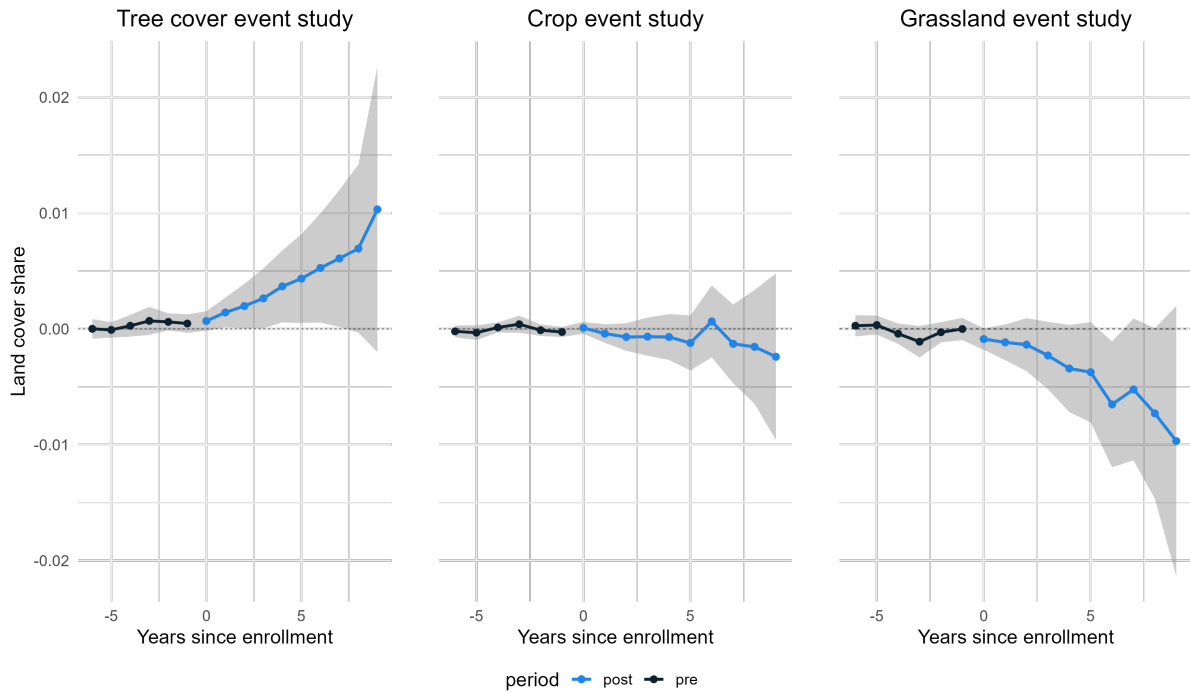 Tree cover event study
Crop event study
Grassland event study
Land cover share
0.02
0.01
0.00
-0.01
-0.02
-5 0 5
-5 0 5
-5 0 5
Years since enrollment
Years since enrollment
Years since enrollment
period post pre